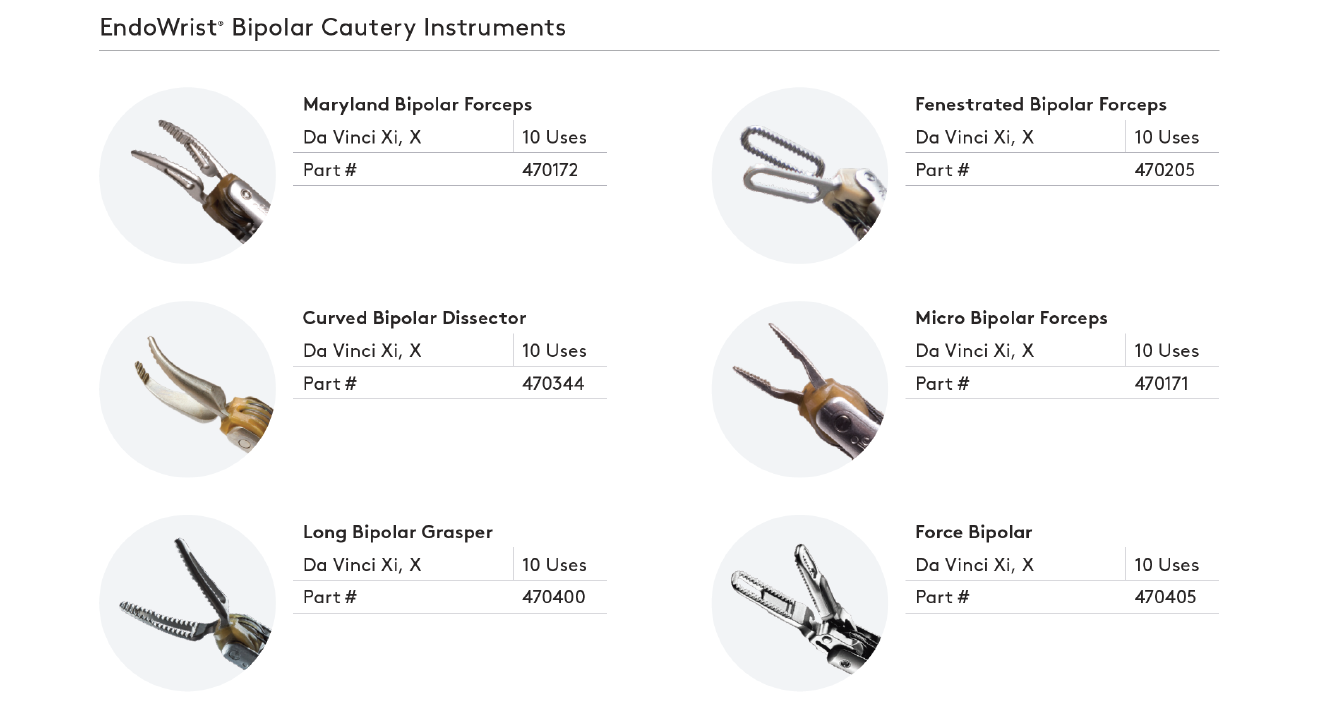 EndoWrist® Bipolar Cautery Instruments
Maryland Bipolar Forceps
Da Vinci Xi, X 10 Uses
Part # 470172
Fenestrated Bipolar Forceps
Da Vinci Xi, X 10 Uses
Part # 470205
Curved Bipolar Dissector
Da Vinci Xi, X 10 Uses
Part # 470344
Micro Bipolar Forceps
Da Vinci Xi, X 10 Uses
Part # 470171
Long Bipolar Grasper
Da Vinci Xi, X 10 Uses
Part # 470400
Force Bipolar
Da Vinci Xi, X 10 Uses
Part # 470405